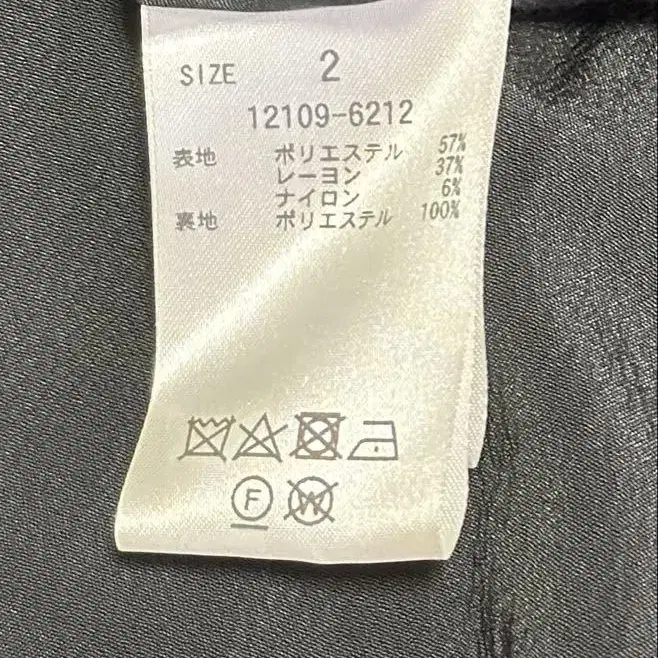 SIZE 2
12109-6212
表地 ポリエステル 57%
レーヨン 37%
ナイロン 6%
裏地 ポリエステル 100%
F W